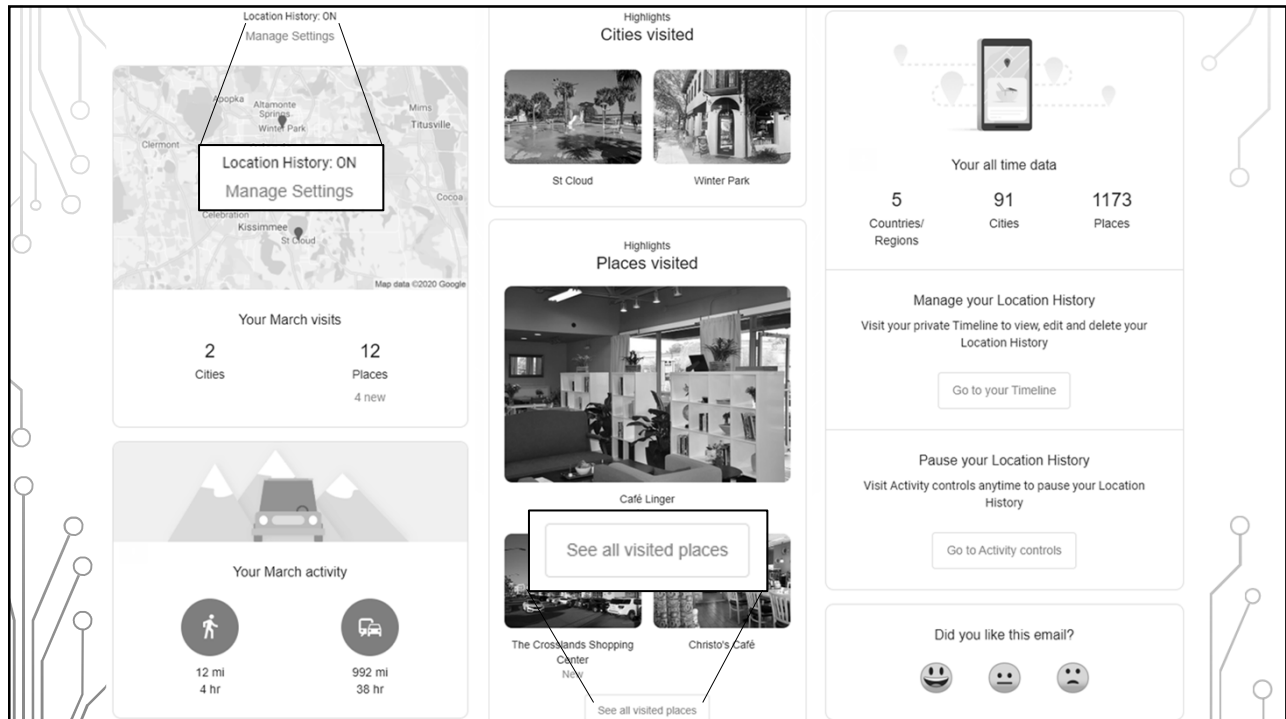 Location History: ON
Manage Settings
Apopka
Altamonte
Springs
Winter Park
Mims
Titusville
Clermont
Location History: ON
Manage Settings
Cocoa
Celebration
Kissimmee
St Cloud
Map data ©2020 Google
Your March visits
2
12
Cities
Places
4 new
Your March activity
12 mi
992 mi
4 hr
38 hr
Highlights
Cities visited
St Cloud
Winter Park
Highlights
Places visited
Café Linger
See all visited places
The Crosslands Shopping
Center
New
Christo's Café
See all visited places
Your all time data
5
91
1173
Countries/
Regions
Cities
Places
Manage your Location History
Visit your private Timeline to view, edit and delete your
Location History
Go to your Timeline
Pause your Location History
Visit Activity controls anytime to pause your Location
History
Go to Activity controls
Did you like this email?